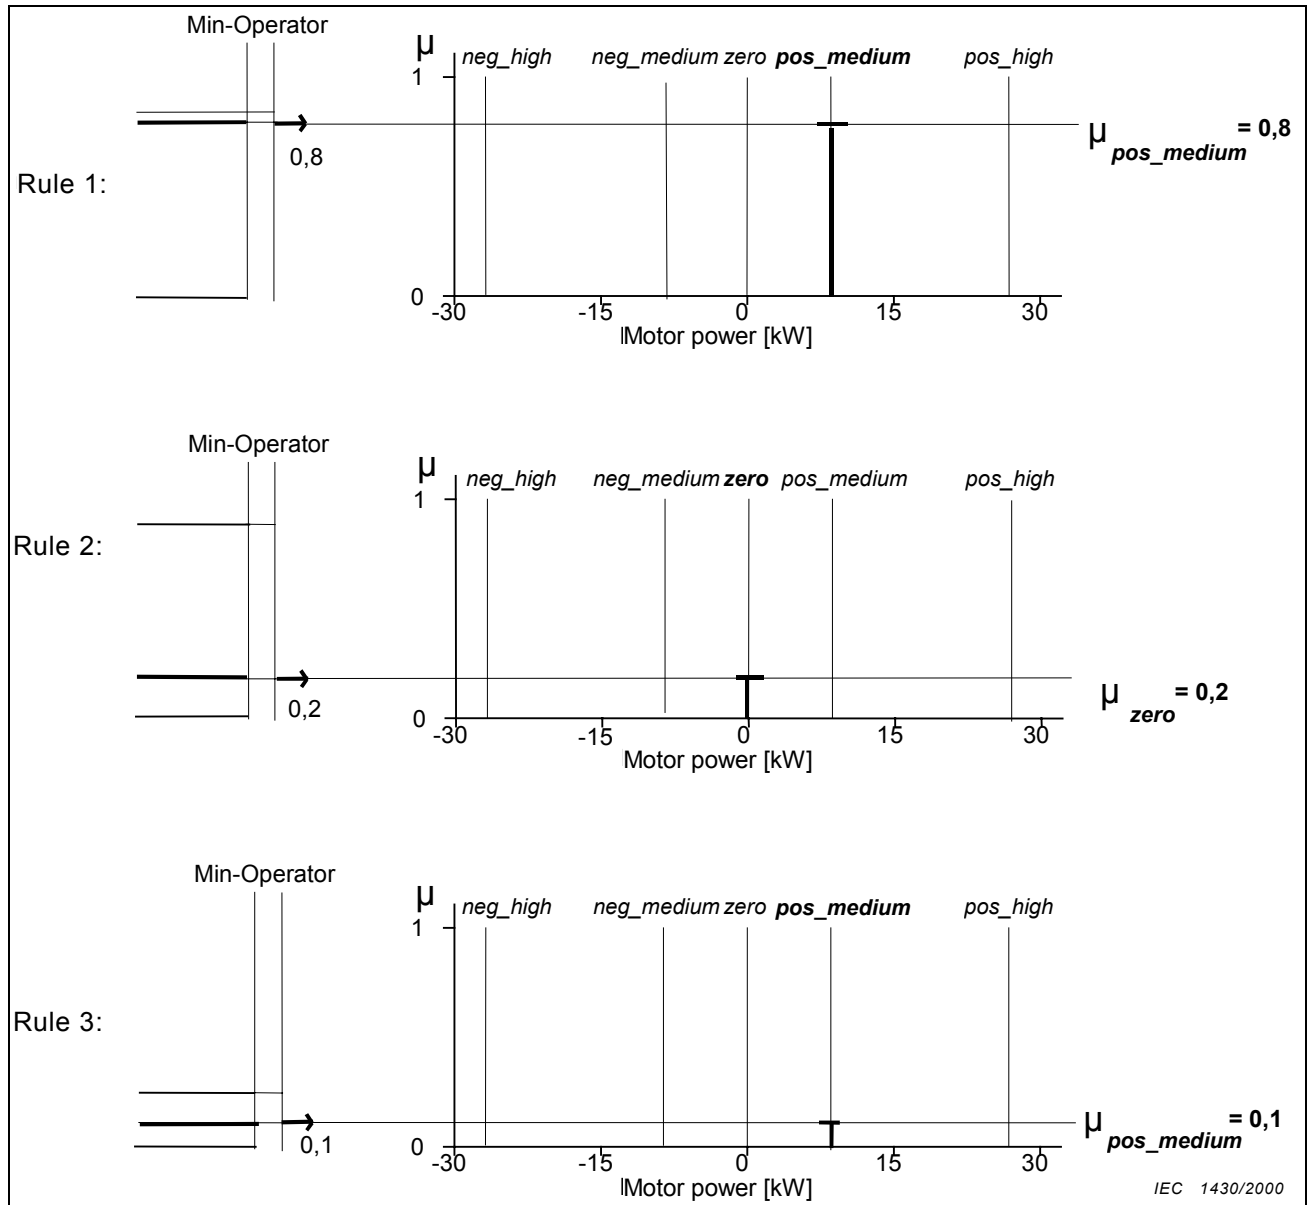 Min-Operator
µ
neg_high neg_medium zero pos_medium pos_high
1
0,8
µ pos_medium = 0,8
Rule 1:
0
-30 -15 0 15 30
Motor power [kW]
Min-Operator
µ
neg_high neg_medium zero pos_medium pos_high
1
Rule 2:
0,2
µ zero = 0,2
0
-30 -15 0 15 30
Motor power [kW]
Min-Operator
µ
neg_high neg_medium zero pos_medium pos_high
1
Rule 3:
0,1
µ pos_medium = 0,1
0
-30 -15 0 15 30
Motor power [kW]
IEC 1430/2000